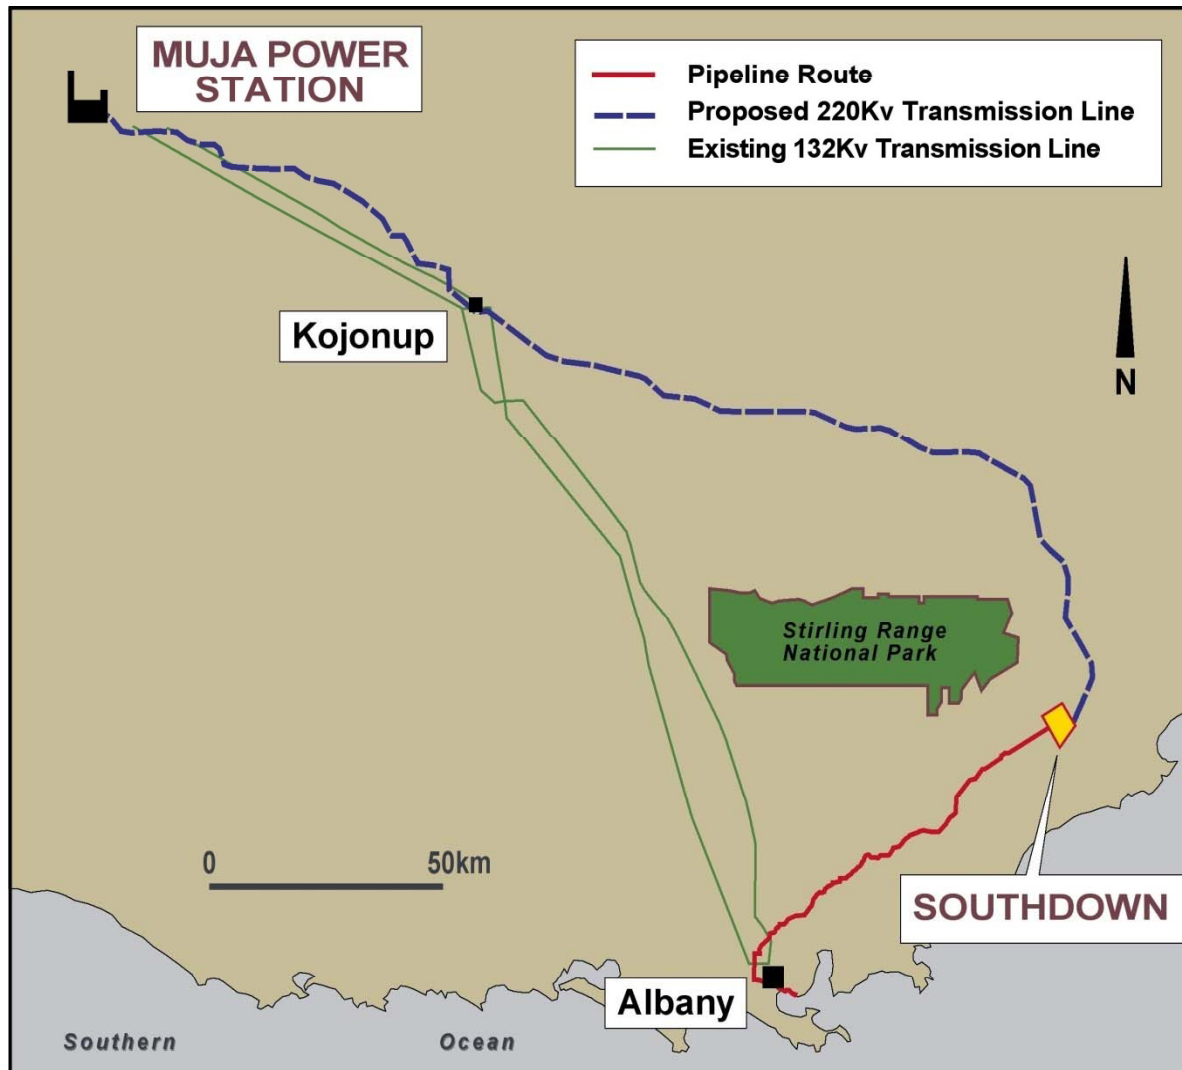 MUJA POWER
STATION
Pipeline Route
Proposed 220Kv Transmission Line
Existing 132Kv Transmission Line
N
Kojonup
Stirling Range
National Park
0 50km
SOUTHDOWN
Albany
Southern Ocean